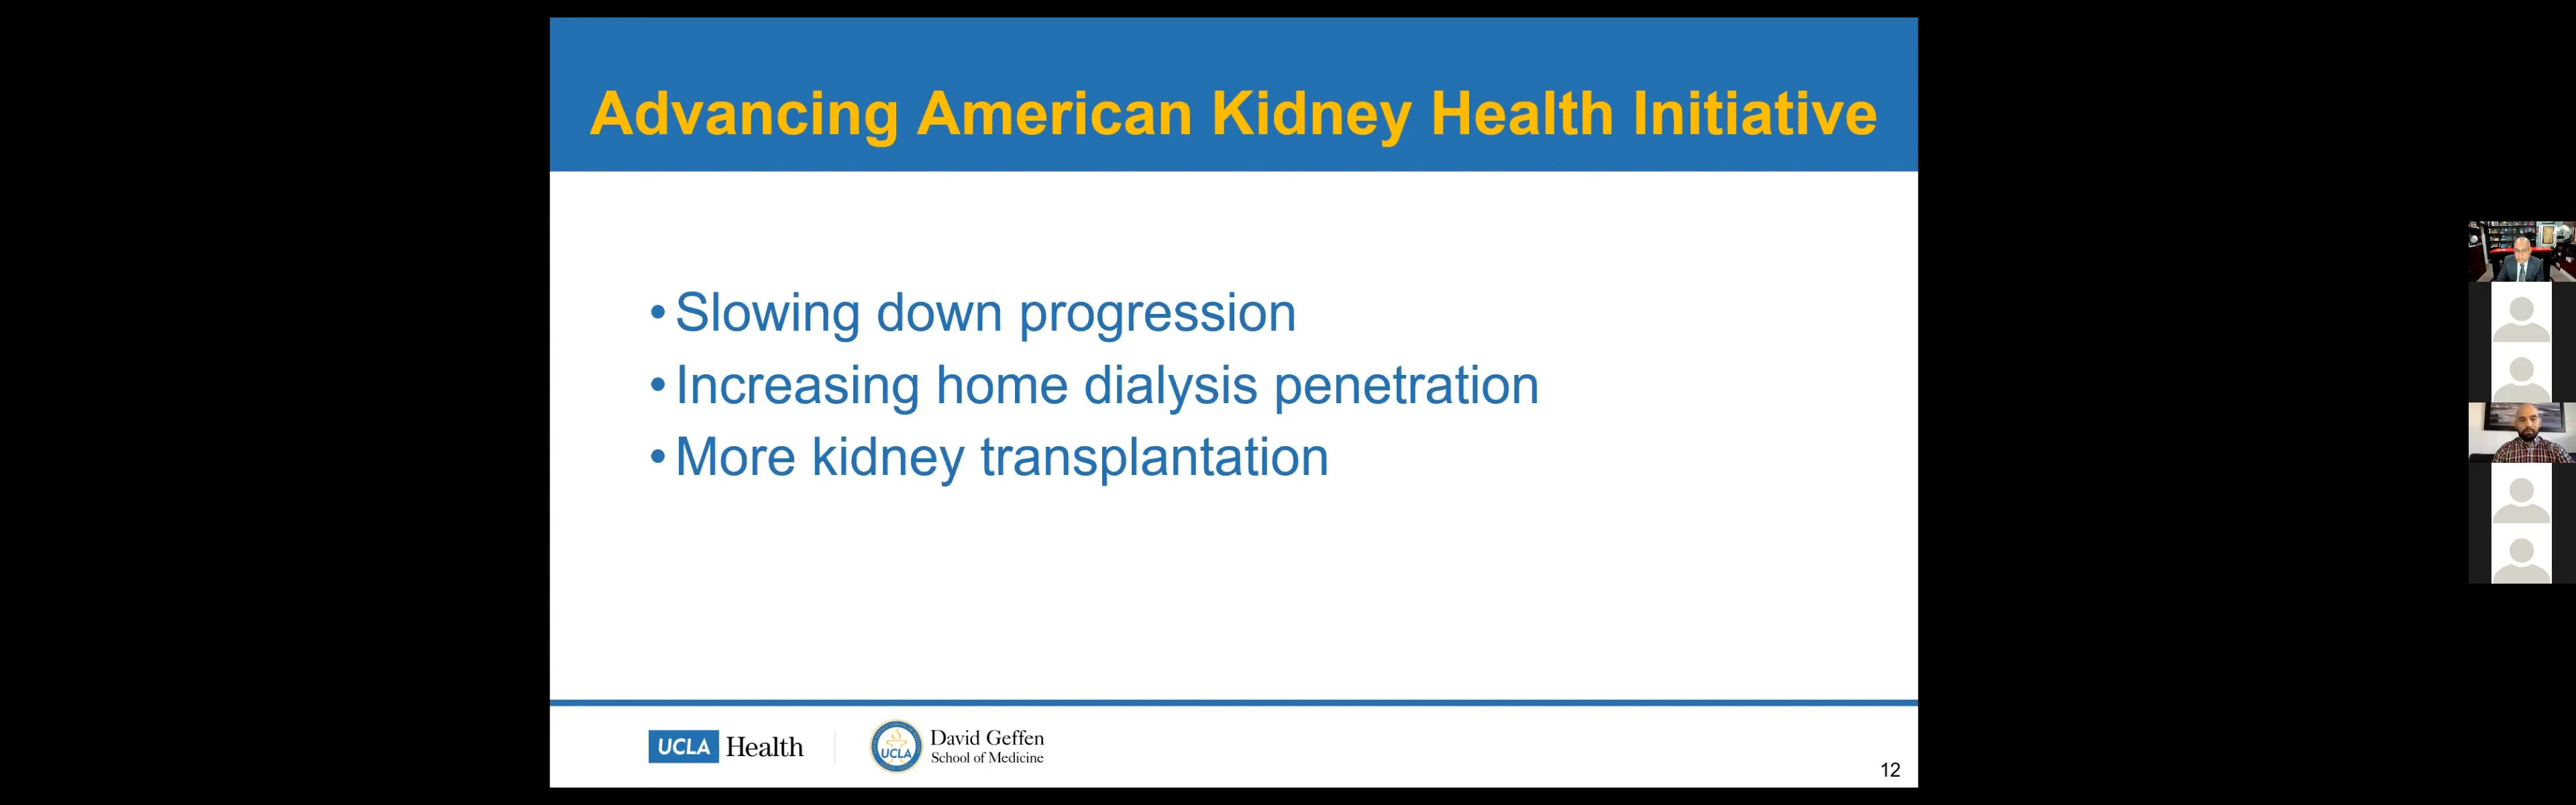 Advancing American Kidney Health Initiative
•Slowing down progression
•Increasing home dialysis penetration
•More kidney transplantation
UCLA Health
UCLA
David Geffen
School of Medicine
12